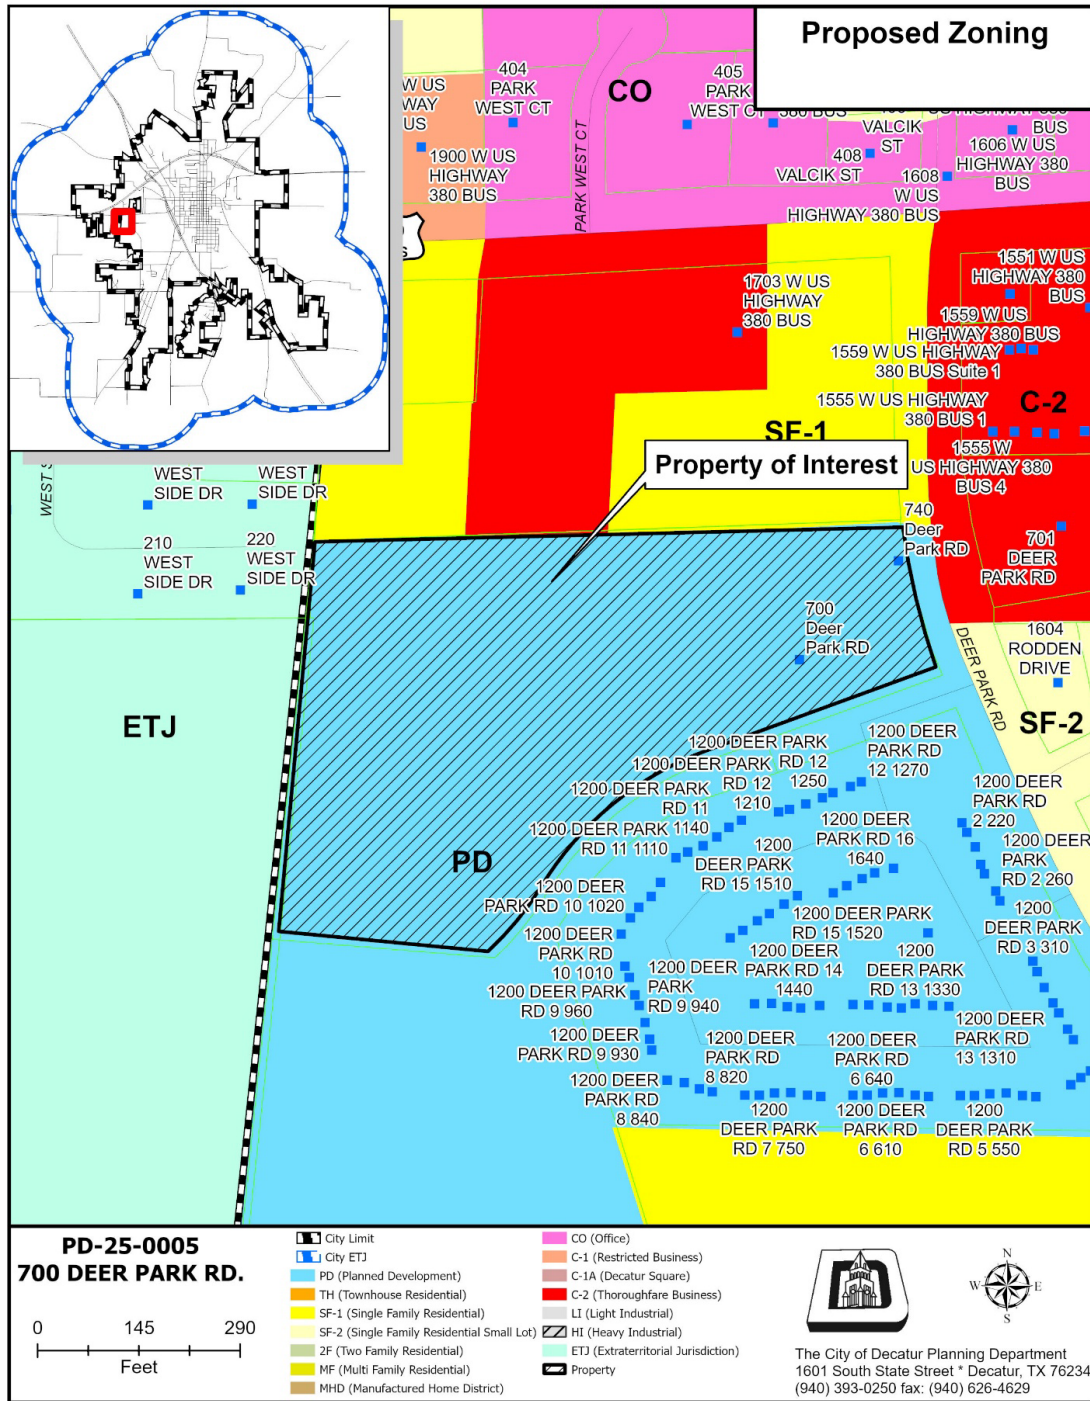 Proposed Zoning
404
PARK
WEST CT
CO
405
PARK
WEST CT
380 BUS
BUS
W US
WAY
US
1900 W US
HIGHWAY
380 BUS
PARK WEST CT
VALCIK
ST
408
VALCIK ST
1608
W US
HIGHWAY 380 BUS
1606 W US
HIGHWAY 380
BUS
S
1703 W US
HIGHWAY
380 BUS
1551 W US
HIGHWAY 380
BUS
1559 W US
HIGHWAY 380 BUS
1559 W US HIGHWAY
380 BUS Suite 1
1555 W US HIGHWAY
380 BUS 1
C-2
SF-1
1555 W
US HIGHWAY 380
BUS 4
Property of Interest
WEST S
WEST
SIDE DR
WEST
SIDE DR
210
WEST
SIDE DR
220
WEST
SIDE DR
740
Deer
Park RD
701
DEER
PARK RD
700
Deer
Park RD
DEER PARK RD
1604
RODDEN
DRIVE
SF-2
ETJ
PD
1200 DEER PARK
RD 12
1250
1200 DEER PARK
RD 12
1210
1200 DEER PARK
RD 11
1140
1200 DEER PARK
RD 11 1110
1200 DEER
PARK RD
12 1270
1200 DEER
PARK RD
2 220
1200 DEER
PARK RD 16
1640
1200
DEER PARK
RD 15 1510
1200 DEER
PARK
RD 2 260
1200 DEER
PARK RD 10 1020
1200 DEER PARK
RD 15 1520
1200
DEER PARK
RD 3 310
1200 DEER
PARK RD
10 1010
1200 DEER
PARK RD 14
1440
1200
DEER PARK
RD 13 1330
1200 DEER
PARK
RD 9 940
1200 DEER PARK
RD 9 960
1200 DEER
PARK RD
13 1310
1200 DEER
PARK RD 9 930
1200 DEER
PARK RD
8 820
1200 DEER
PARK RD
6 640
1200 DEER
PARK RD
8 840
1200
DEER PARK
RD 7 750
1200 DEER
PARK RD
6 610
1200
DEER PARK
RD 5 550
PD-25-0005
700 DEER PARK RD.
0 145 290
Feet
City Limit
City ETJ
PD (Planned Development)
TH (Townhouse Residential)
SF-1 (Single Family Residential)
SF-2 (Single Family Residential Small Lot)
2F (Two Family Residential)
MF (Multi Family Residential)
MHD (Manufactured Home District)
CO (Office)
C-1 (Restricted Business)
C-1A (Decatur Square)
C-2 (Thoroughfare Business)
LI (Light Industrial)
HI (Heavy Industrial)
ETJ (Extraterritorial Jurisdiction)
Property
D
N
W E
S
The City of Decatur Planning Department
1601 South State Street * Decatur, TX 76234
(940) 393-0250 fax: (940) 626-4629